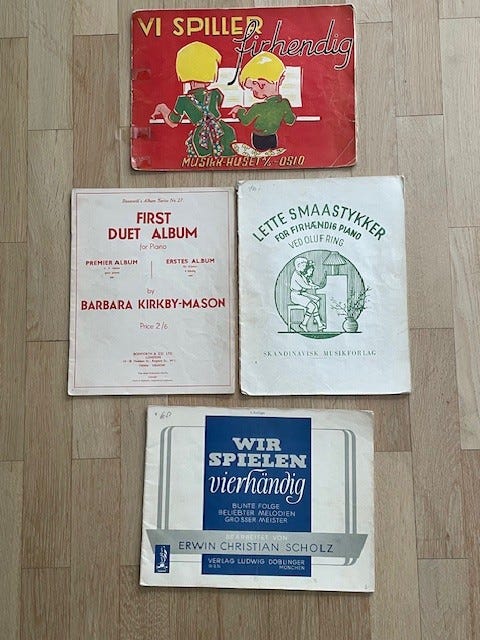 VI SPILLER
firhendig
MUSIKK-HUSET A/S - OSLO
Bosworth's Album Series No. 27.
FIRST
DUET ALBUM
for Piano
PREMIER ALBUM
ERSTES ALBUM
by
BARBARA KIRKBY-MASON
Price 2/6
BOSWORTH & CO. LTD.
LONDON
LETTE SMAASTYKKER
FOR FIRHÆNDIG PIANO
VED OLUF RING
SKANDINAVISK MUSIKFORLAG
WIR
SPIELEN
vierhändig
BUNTE FOLGE
BELIEBTER MELODIEN
GROSSER MEISTER
BEARBEITET VON
ERWIN CHRISTIAN SCHOLZ
VERLAG LUDWIG DOBLINGER
WIEN MÜNCHEN